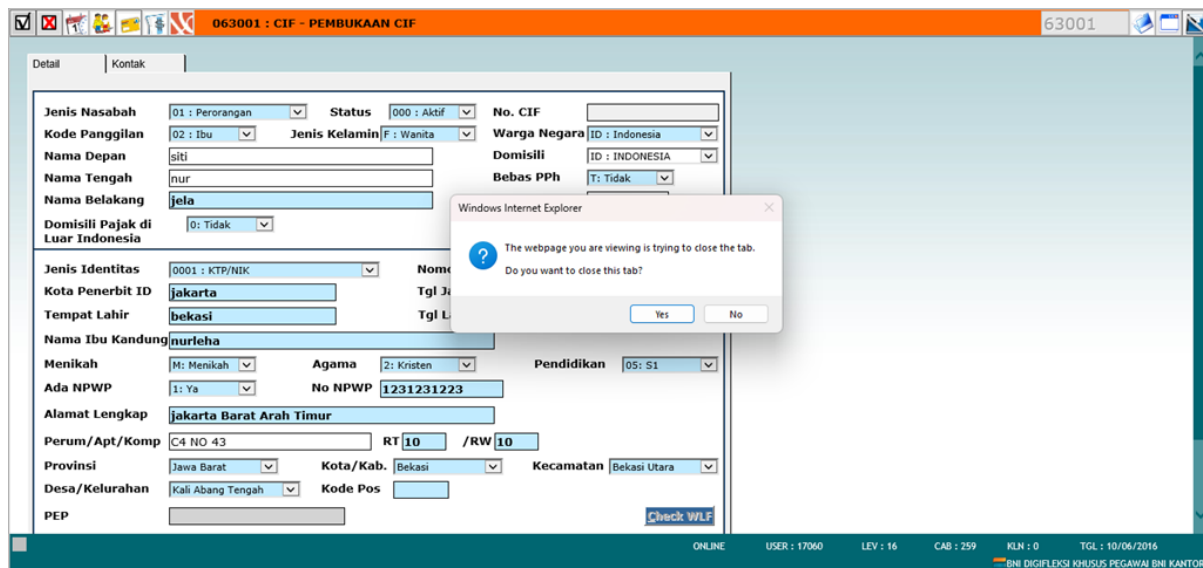 063001 : CIF - PEMBUKAAN CIF 63001
Detail Kontak
Jenis Nasabah 01 : Perorangan Status 000 : Aktif No. CIF
Kode Panggilan 02 : Ibu Jenis Kelamin F : Wanita Warga Negara ID : Indonesia
Nama Depan siti Domisili ID : INDONESIA
Nama Tengah nur Bebas PPh T: Tidak
Nama Belakang jela
Domisili Pajak di 0: Tidak
Luar Indonesia
Windows Internet Explorer
The webpage you are viewing is trying to close the tab.
Do you want to close this tab?
Yes No
Jenis Identitas 0001 : KTP/NIK
Kota Penerbit ID jakarta Tgl
Tempat Lahir bekasi Tgl
Nama Ibu Kandung nurleha
Menikah M: Menikah Agama 2: Kristen Pendidikan 05: S1
Ada NPWP 1: Ya No NPWP 1231231223
Alamat Lengkap jakarta Barat Arah Timur
Perum/Apt/Komp C4 NO 43 RT 10 /RW 10
Provinsi Jawa Barat Kota/Kab. Bekasi Kecamatan Bekasi Utara
Desa/Kelurahan Kali Abang Tengah Kode Pos
PEP Check WLF
ONLINE USER : 17060 LEV : 16 CAB : 259 KLN : 0 TGL : 10/06/2016
BNI DIGIFLEKSI KHUSUS PEGAWAI BNI KANTOR